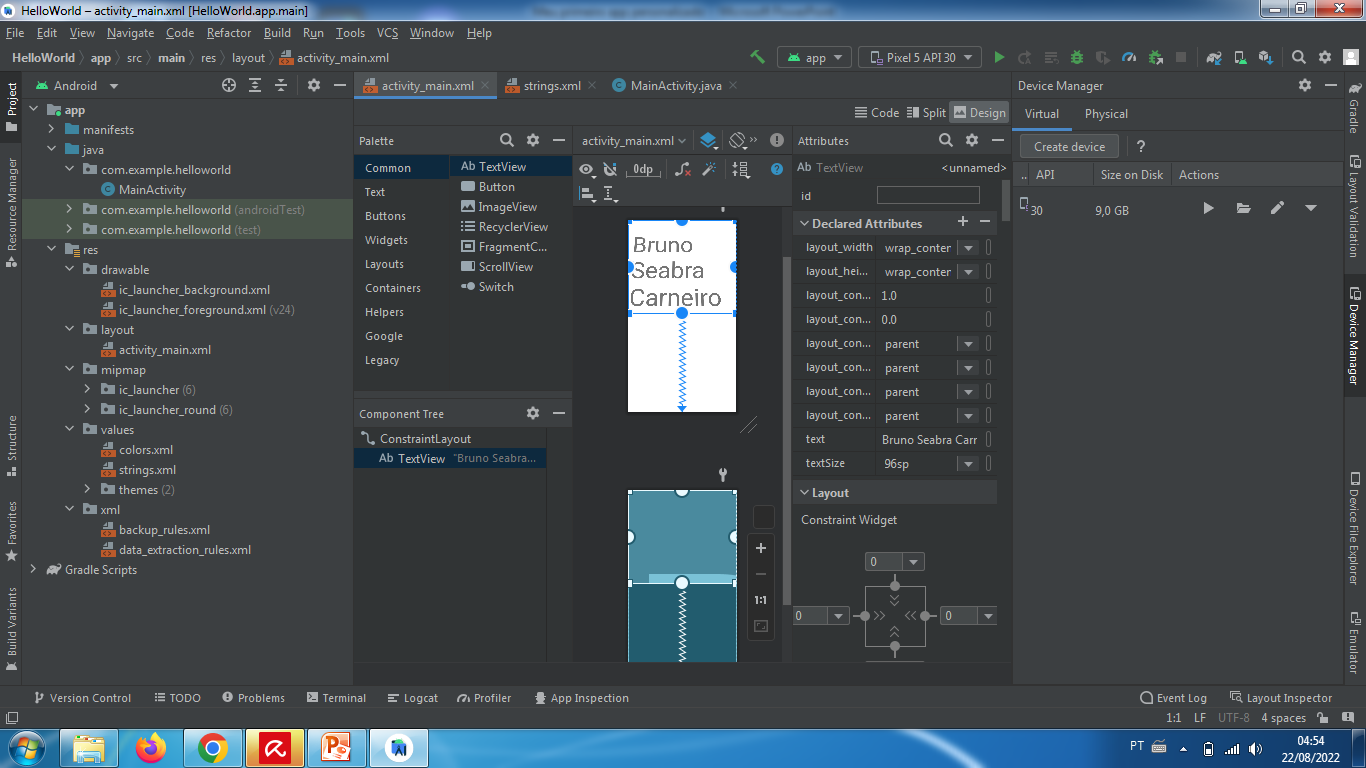 HelloWorld – activity_main.xml [HelloWorld.app.main]
File Edit View Navigate Code Refactor Build Run Tools VCS Window Help
HelloWorld app src main res layout activity_main.xml
app Pixel 5 API 30
Project
Resource Manager
Structure
Favorites
Build Variants
Android
app
manifests
java
com.example.helloworld
MainActivity
com.example.helloworld (androidTest)
com.example.helloworld (test)
res
drawable
ic_launcher_background.xml
ic_launcher_foreground.xml (v24)
layout
activity_main.xml
mipmap
ic_launcher (6)
ic_launcher_round (6)
values
colors.xml
strings.xml
themes (2)
xml
backup_rules.xml
data_extraction_rules.xml
Gradle Scripts
activity_main.xml strings.xml MainActivity.java
Code Split Design
Palette
Common
Text
Buttons
Widgets
Layouts
Containers
Helpers
Google
Legacy
Ab TextView
Button
ImageView
RecyclerView
FragmentC...
ScrollView
Switch
Component Tree
ConstraintLayout
Ab TextView "Bruno Seabra...
activity_main.xml
0dp
Bruno
Seabra
Carneiro
1:1
Attributes
Ab TextView <unnamed>
id
Declared Attributes
layout_width wrap_conter
layout_hei... wrap_conter
layout_con... 1.0
layout_con... 0.0
layout_con... parent
layout_con... parent
layout_con... parent
layout_con... parent
text Bruno Seabra Carr
textSize 96sp
Layout
Constraint Widget
0
0 0
Device Manager
Virtual Physical
Create device ?
.. API Size on Disk Actions
30 9,0 GB
Gradle
Layout Validation
Device Manager
Device File Explorer
Emulator
Version Control TODO Problems Terminal Logcat Profiler App Inspection Event Log Layout Inspector
1:1 LF UTF-8 4 spaces
PT 04:54
22/08/2022